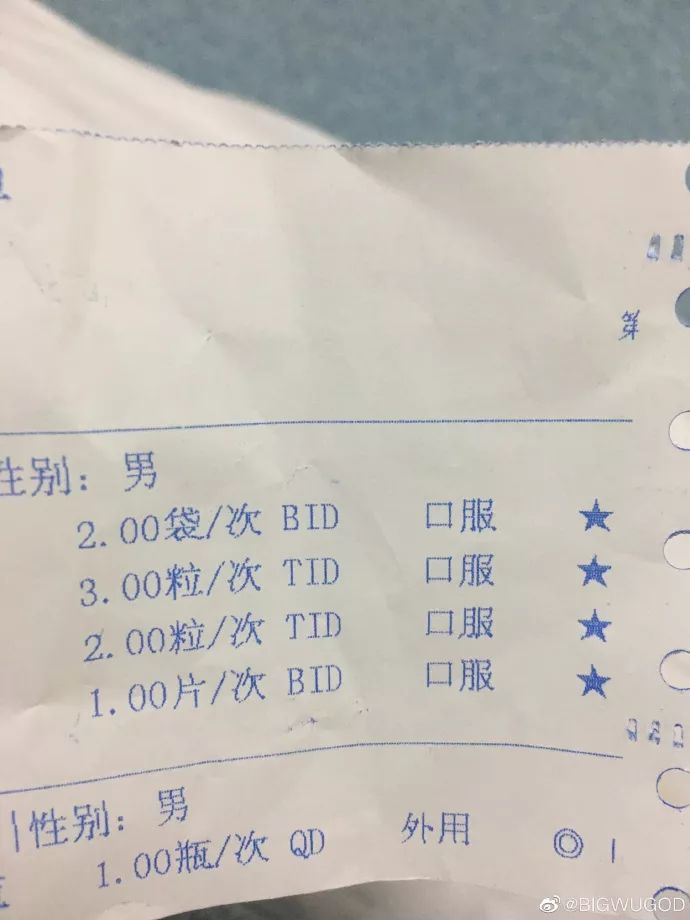 第
性别: 男
2.00袋/次 BID 口服 ★
3.00粒/次 TID 口服 ★
2.00粒/次 TID 口服 ★
1.00片/次 BID 口服 ★
性别: 男
1.00瓶/次 QD 外用 ◎
@BIGWUGOD